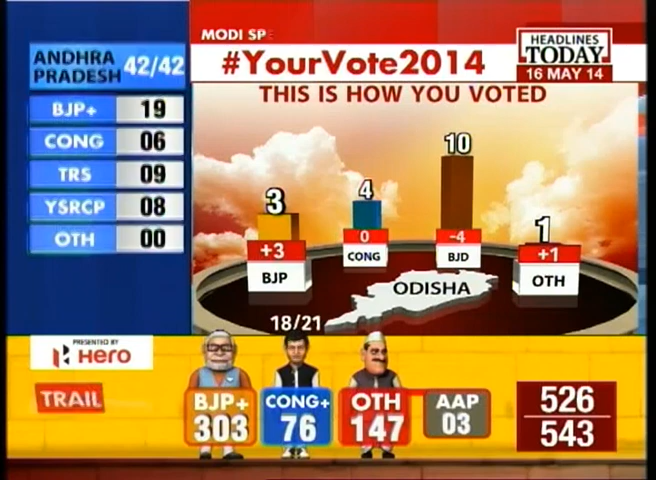 MODI SP
ANDHRA
PRADESH
42/42
BJP+ 19
CONG 06
TRS 09
YSRCP 08
OTH 00
#YourVote2014
HEADLINES
TODAY
16 MAY 14
THIS IS HOW YOU VOTED
3
4
10
1
+3
0
-4
+1
BJP
CONG
BJD
OTH
ODISHA
18/21
PRESENTED BY
Hero
TRAIL
BJP+
303
CONG+
76
OTH
147
AAP
03
526
543